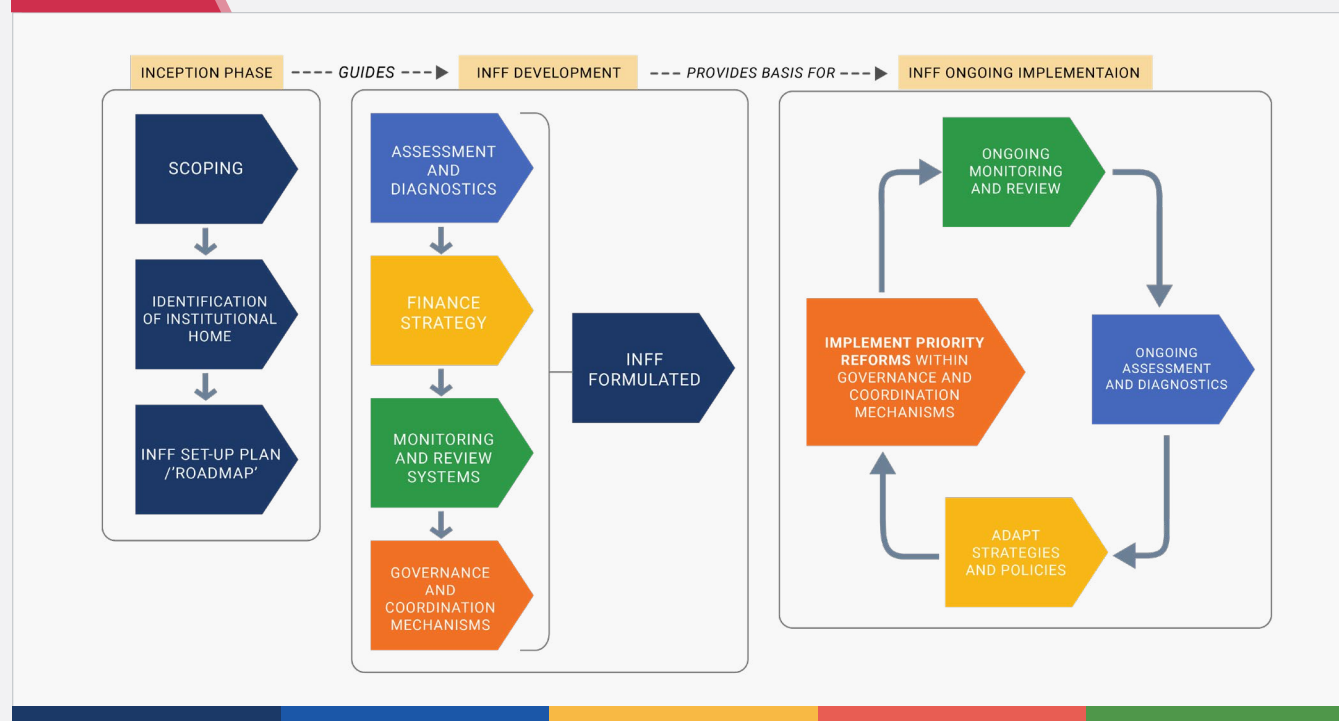 INCEPTION PHASE
GUIDES
INFF DEVELOPMENT
PROVIDES BASIS FOR
INFF ONGOING IMPLEMENTAION
SCOPING
IDENTIFICATION
OF INSTITUTIONAL
HOME
INFF SET-UP PLAN
/'ROADMAP'
ASSESSMENT
AND
DIAGNOSTICS
FINANCE
STRATEGY
MONITORING
AND REVIEW
SYSTEMS
GOVERNANCE
AND
COORDINATION
MECHANISMS
INFF
FORMULATED
ONGOING
MONITORING
AND REVIEW
ONGOING
ASSESSMENT
AND DIAGNOSTICS
ADAPT
STRATEGIES
AND POLICIES
IMPLEMENT PRIORITY
REFORMS WITHIN
GOVERNANCE AND
COORDINATION
MECHANISMS